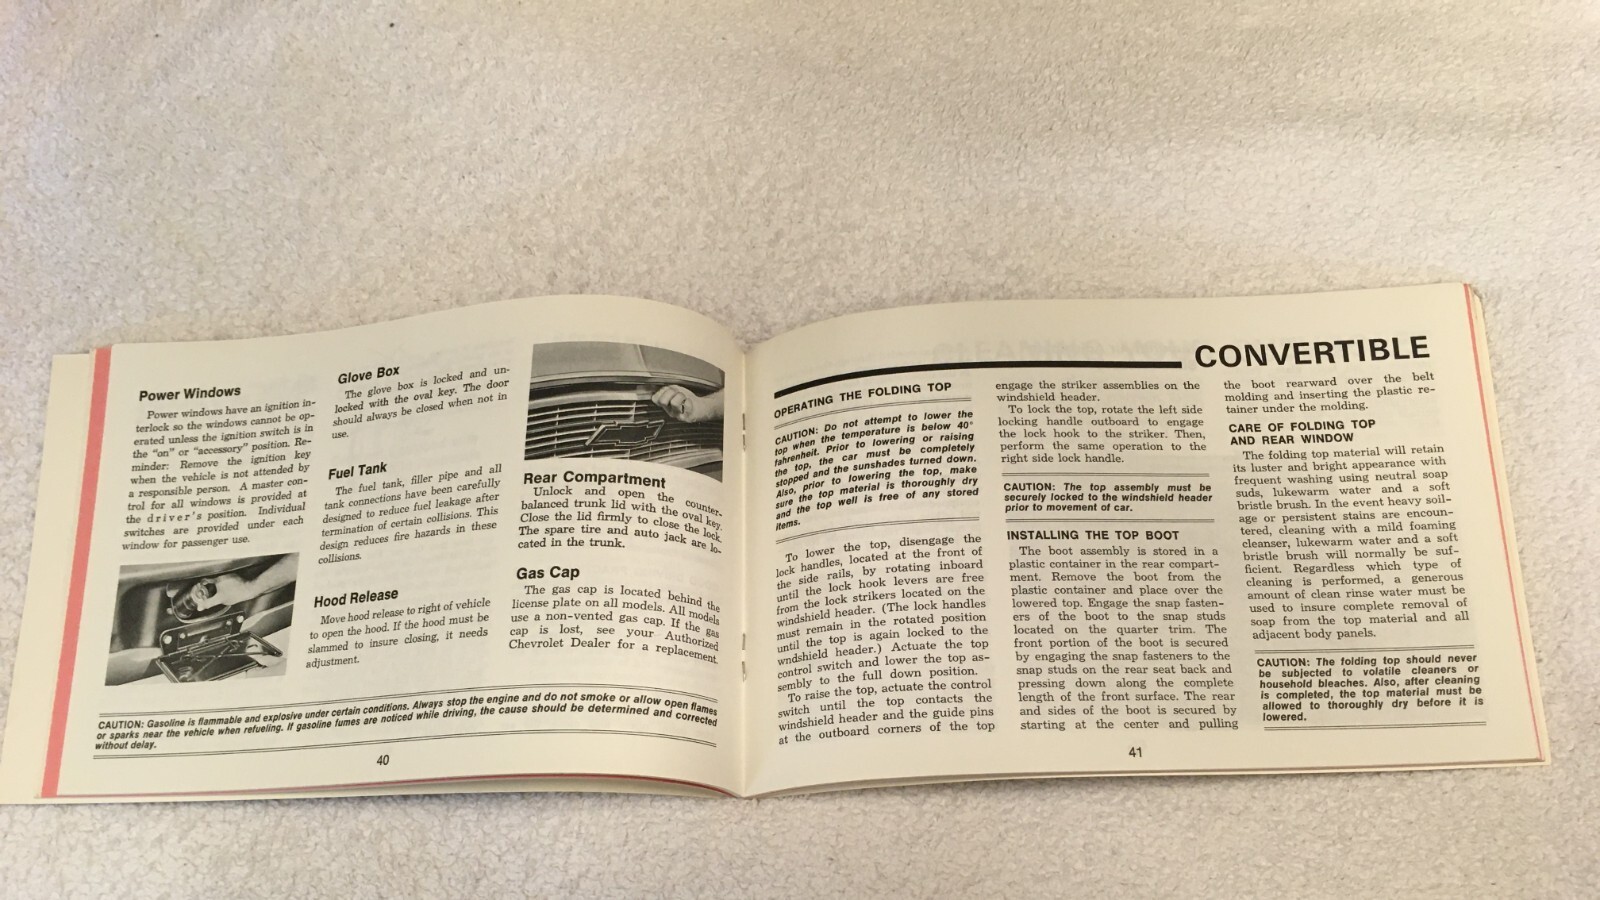 Power Windows
Power windows have an ignition in-
terlock so the windows cannot be op-
erated unless the ignition switch is in
the "on" or "accessory" position. Re-
minder: Remove the ignition key
when the vehicle is not attended by
a responsible person. A master con-
trol for all windows is provided at
the driver's position. Individual
switches are provided under each
window for passenger use.
Glove Box
The glove box is locked and un-
locked with the oval key. The door
should always be closed when not in
use.
Fuel Tank
The fuel tank, filler pipe and all
tank connections have been carefully
designed to reduce fuel leakage after
termination of certain collisions. This
design reduces fire hazards in these
collisions.
Hood Release
Move hood release to right of vehicle
to open the hood. If the hood must be
slammed to insure closing, it needs
adjustment.
Rear Compartment
Unlock and open the counter-
balanced trunk lid with the oval key.
Close the lid firmly to close the lock.
The spare tire and auto jack are lo-
cated in the trunk.
Gas Cap
The gas cap is located behind the
license plate on all models. All models
use a non-vented gas cap. If the gas
cap is lost, see your Authorized
Chevrolet Dealer for a replacement.
CAUTION: Gasoline is flammable and explosive under certain conditions. Always stop the engine and do not smoke or allow open flames
or sparks near the vehicle when refueling. If gasoline fumes are noticed while driving, the cause should be determined and corrected
without delay.
40
CONVERTIBLE
OPERATING THE FOLDING TOP
CAUTION: Do not attempt to lower the
top when the temperature is below 40°
fahrenheit. Prior to lowering or raising
the top, the car must be completely
stopped and the sunshades turned down.
Also, prior to lowering the top, make
sure the top material is thoroughly dry
and the top well is free of any stored
items.
To lower the top, disengage the
lock handles, located at the front of
the side rails, by rotating inboard
until the lock hook levers are free
from the lock strikers located on the
windshield header. (The lock handles
must remain in the rotated position
until the top is again locked to the
wndshield header.) Actuate the top
control switch and lower the top as-
sembly to the full down position.
To raise the top, actuate the control
switch until the top contacts the
windshield header and the guide pins
at the outboard corners of the top
engage the striker assemblies on the
windshield header.
To lock the top, rotate the left side
locking handle outboard to engage
the lock hook to the striker. Then,
perform the same operation to the
right side lock handle.
CAUTION: The top assembly must be
securely locked to the windshield header
prior to movement of car.
INSTALLING THE TOP BOOT
The boot assembly is stored in a
plastic container in the rear compart-
ment. Remove the boot from the
plastic container and place over the
lowered top. Engage the snap fasten-
ers of the boot to the snap studs
located on the quarter trim. The
front portion of the boot is secured
by engaging the snap fasteners to the
snap studs on the rear seat back and
pressing down along the complete
length of the front surface. The rear
and sides of the boot is secured by
starting at the center and pulling
the boot rearward over the belt
molding and inserting the plastic re-
tainer under the molding.
CARE OF FOLDING TOP
AND REAR WINDOW
The folding top material will retain
its luster and bright appearance with
frequent washing using neutral soap
suds, lukewarm water and a soft
bristle brush. In the event heavy soil-
age or persistent stains are encoun-
tered, cleaning with a mild foaming
cleanser, lukewarm water and a soft
bristle brush will normally be suf-
ficient. Regardless which type of
cleaning is performed, a generous
amount of clean rinse water must be
used to insure complete removal of
soap from the top material and all
adjacent body panels.
CAUTION: The folding top should never
be subjected to volatile cleaners or
household bleaches. Also, after cleaning
is completed, the top material must be
allowed to thoroughly dry before it is
lowered.
41